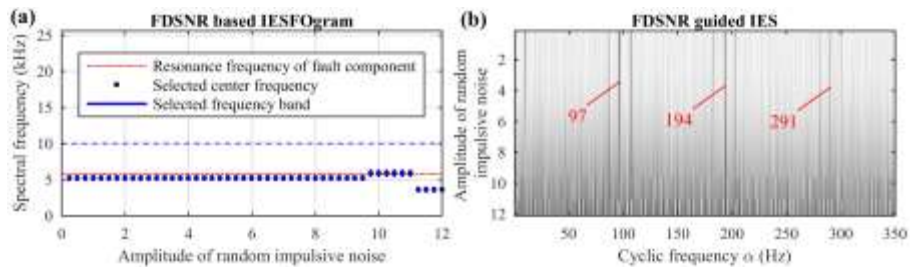 (a)
FDSNR based IESFOgram
Spectral frequency (kHz)
25
20
15
10
5
0
Resonance frequency of fault component
Selected center frequency
Selected frequency band
0 2 4 6 8 10 12
Amplitude of random impulsive noise
(b)
FDSNR guided IES
Amplitude of random
impulsive noise
2
4
6
8
10
12
97
194
291
50 100 150 200 250 300 350
Cyclic frequency α (Hz)